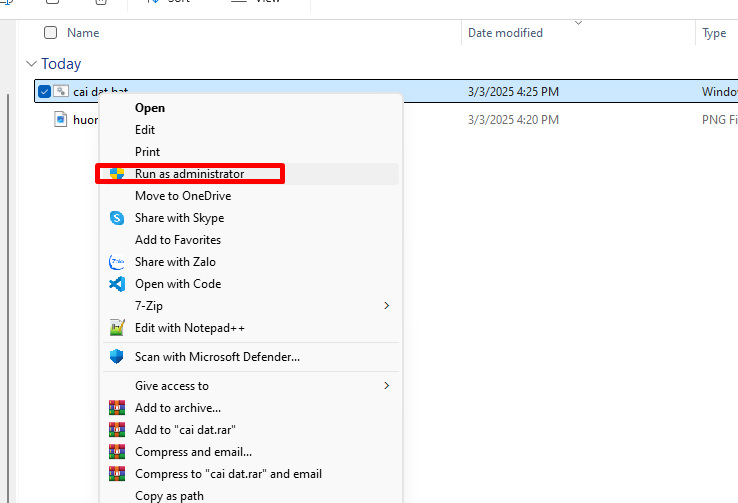 Name Date modified Type
Today
cai dat.bat 3/3/2025 4:25 PM Windo
huor 3/3/2025 4:20 PM PNG Fi
Open
Edit
Print
Run as administrator
Move to OneDrive
Share with Skype
Add to Favorites
Zalo Share with Zalo
Open with Code
7-Zip
Edit with Notepad++
Scan with Microsoft Defender...
Give access to
Add to archive...
Add to "cai dat.rar"
Compress and email...
Compress to "cai dat.rar" and email
Copy as path